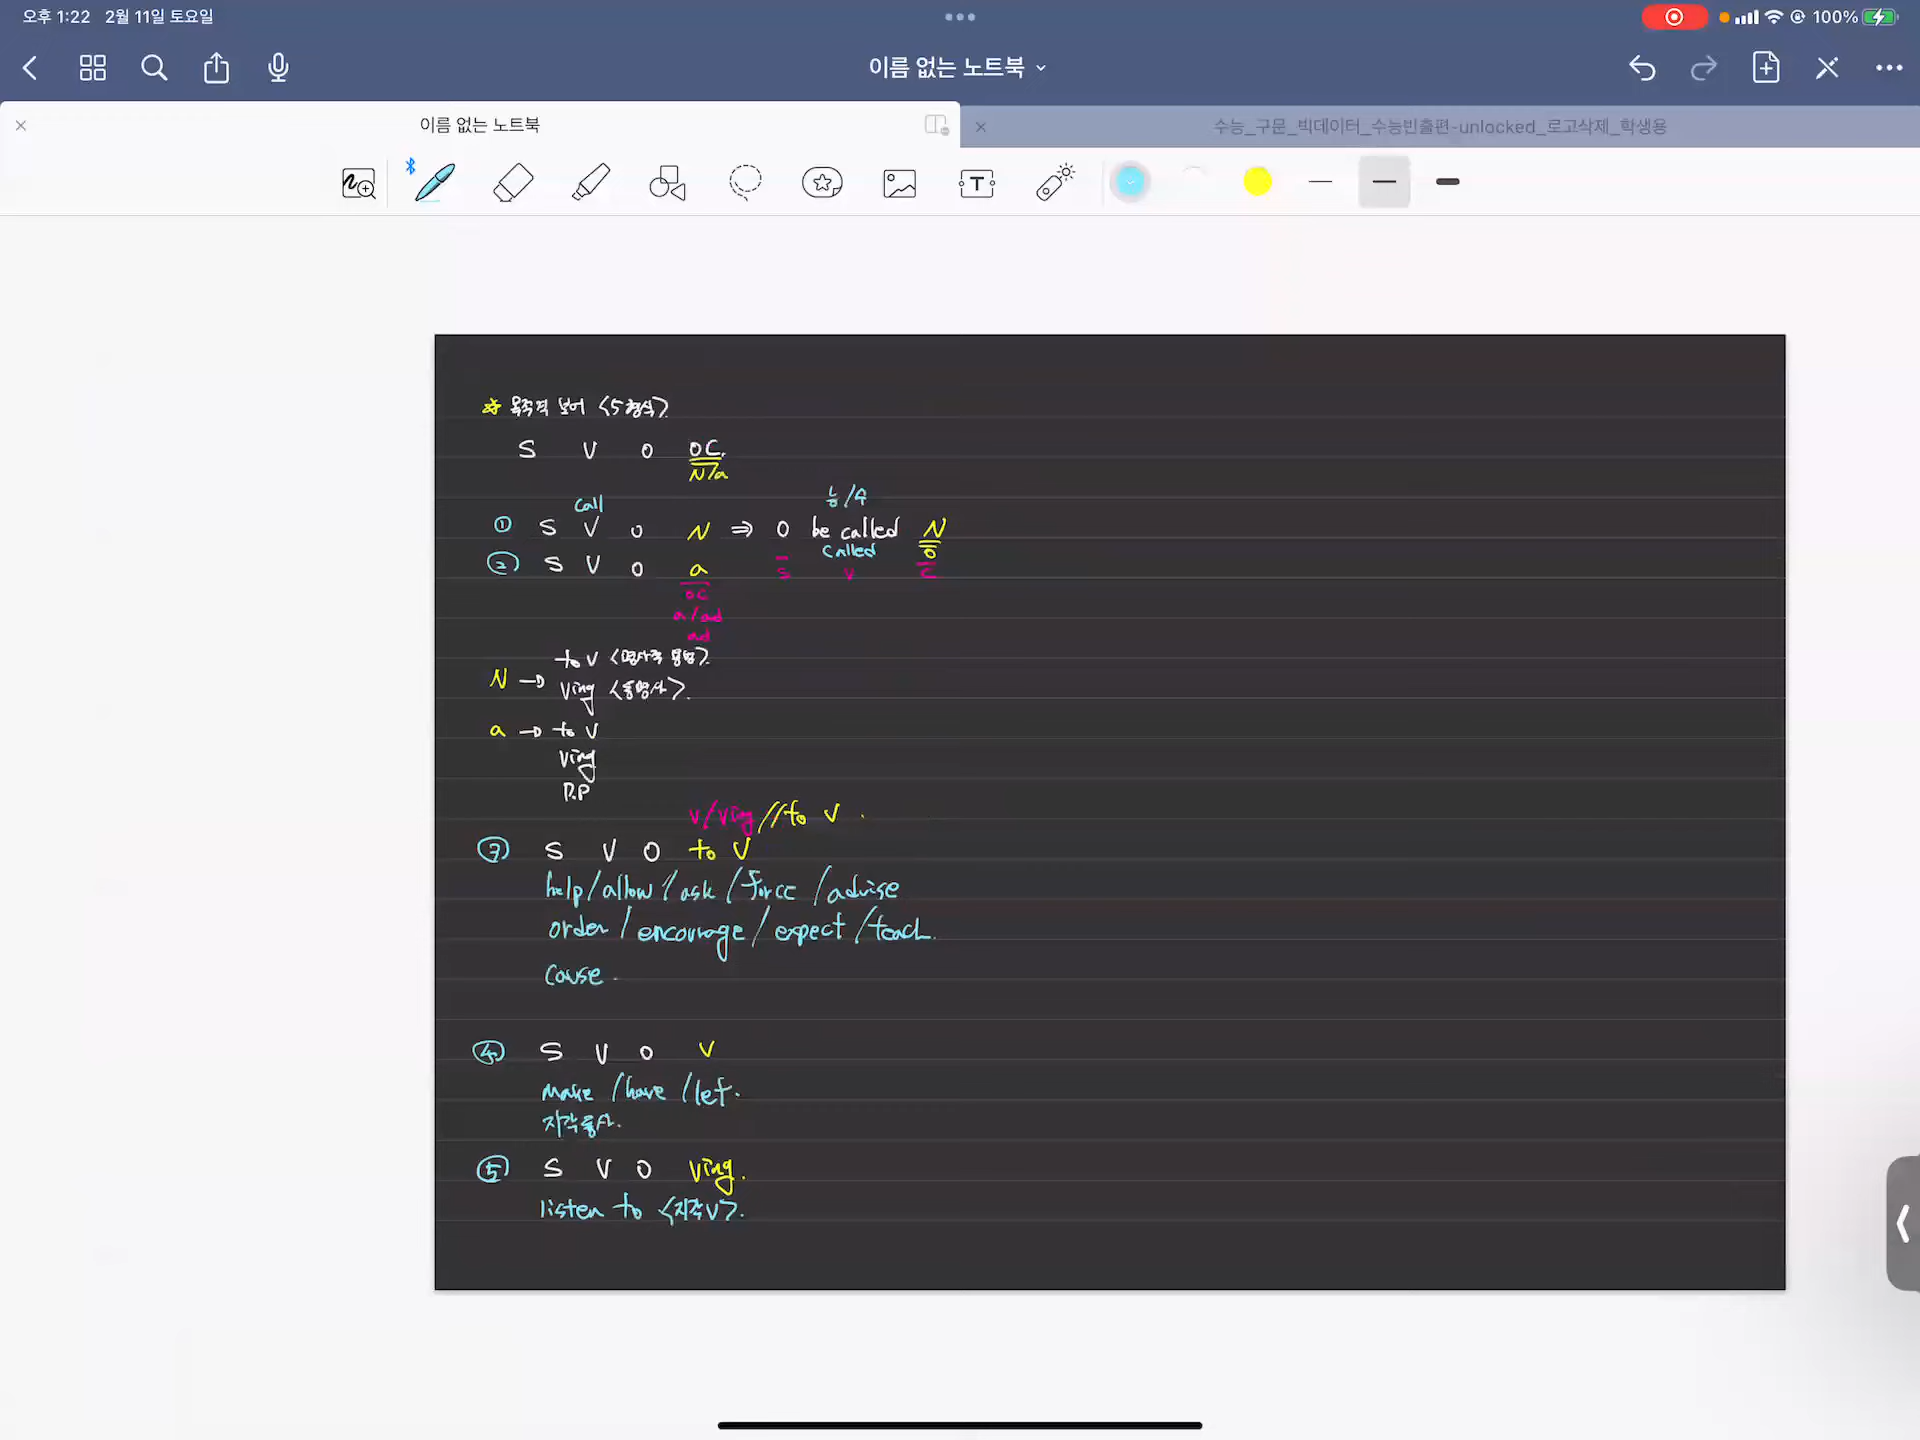 오후 1:22 2월 11일 토요일
100%
이름 없는 노트북
이름 없는 노트북
수능_구문_빅데이터_수능빈출편-unlocked_로고삭제_학생용
목적격 보어 <5형식>.
S V O OC.
N/a
call 능/수
① S V O N ⇒ O be called N
called O
② S V O a S V C
OC
a/ad
ad
to V <명사적 용법>.
N → Ving <동명사>.
a → to V
Ving
P.P
V/Ving // to V .
③ S V O to V
help/allow/ask/force/advise
order/encourage/expect/teach.
cause.
④ S V O V
make/have/let.
지각동사.
⑤ S V O Ving.
listen to <지각V>.